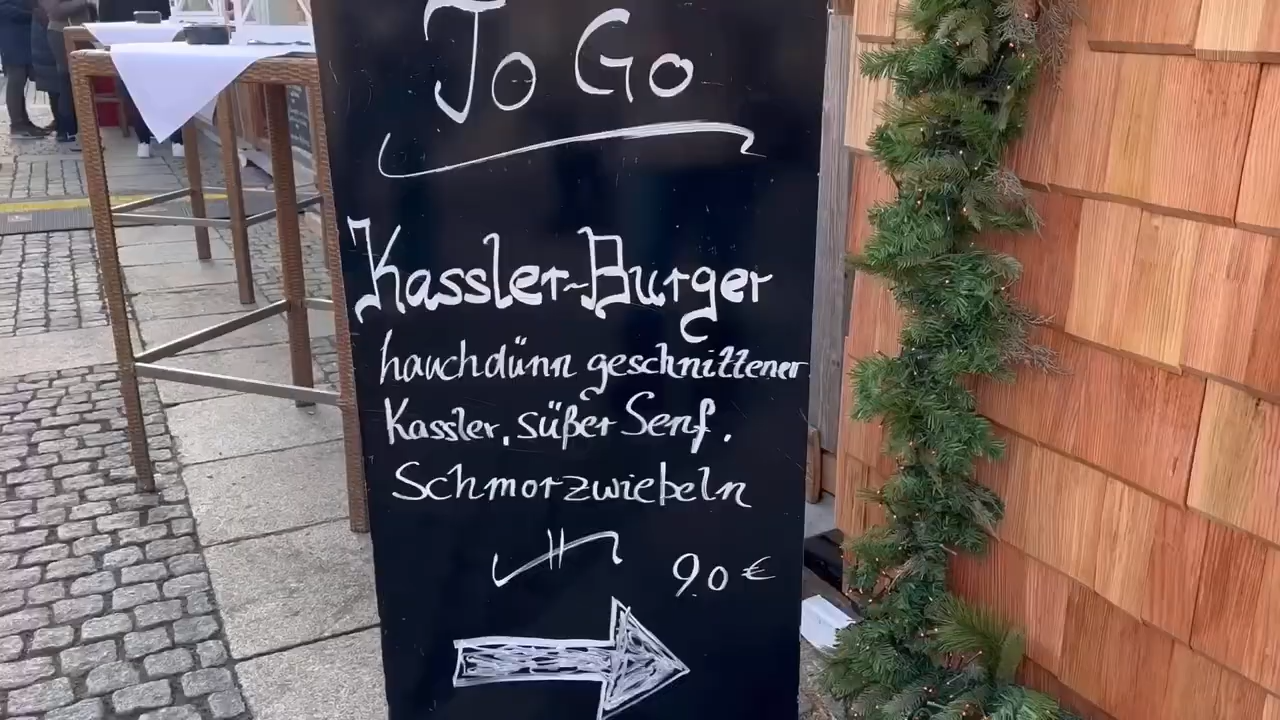 To Go
Kassler-Burger
hauchdünn geschnittener
Kassler, süßer Senf,
Schmorzwiebeln
9.0 €